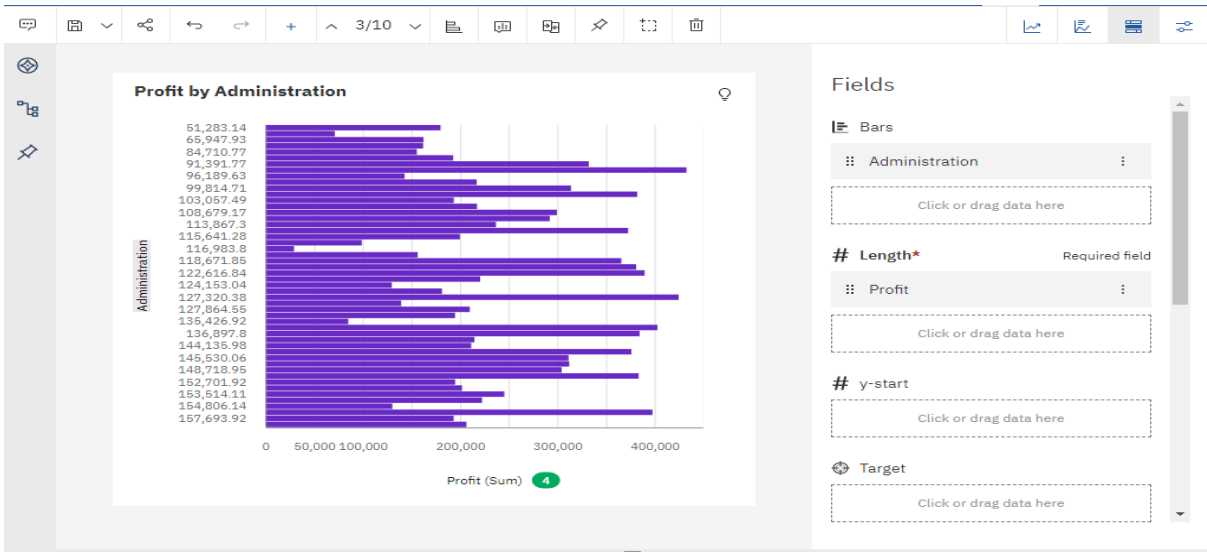 3/10
Profit by Administration
Administration
51,283.14
65,947.93
84,710.77
91,391.77
96,189.63
99,814.71
103,057.49
108,679.17
113,867.3
115,641.28
116,983.8
118,671.85
122,616.84
124,153.04
127,320.38
127,864.55
135,426.92
136,897.8
144,135.98
145,530.06
148,718.95
152,701.92
153,514.11
154,806.14
157,693.92
0 50,000 100,000 200,000 300,000 400,000
Profit (Sum) 4
Fields
Bars
Administration
Click or drag data here
# Length* Required field
Profit
Click or drag data here
# y-start
Click or drag data here
Target
Click or drag data here